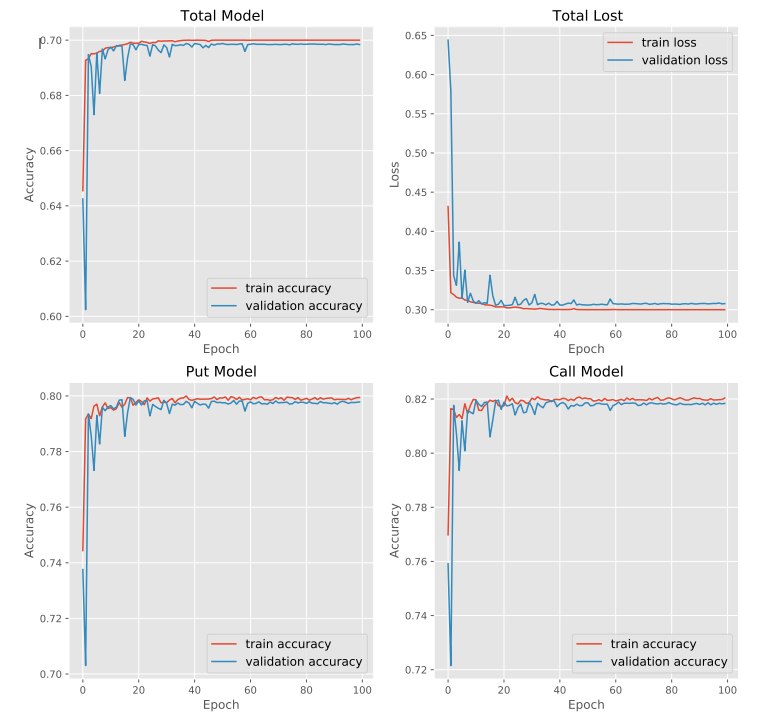 Total Model
Accuracy
0.70
0.68
0.66
0.64
0.62
0.60
train accuracy
validation accuracy
0 20 40 60 80 100
Epoch
Total Lost
Loss
0.65
0.60
0.55
0.50
0.45
0.40
0.35
0.30
train loss
validation loss
0 20 40 60 80 100
Epoch
Put Model
Accuracy
0.80
0.78
0.76
0.74
0.72
0.70
train accuracy
validation accuracy
0 20 40 60 80 100
Epoch
Call Model
Accuracy
0.82
0.80
0.78
0.76
0.74
0.72
train accuracy
validation accuracy
0 20 40 60 80 100
Epoch